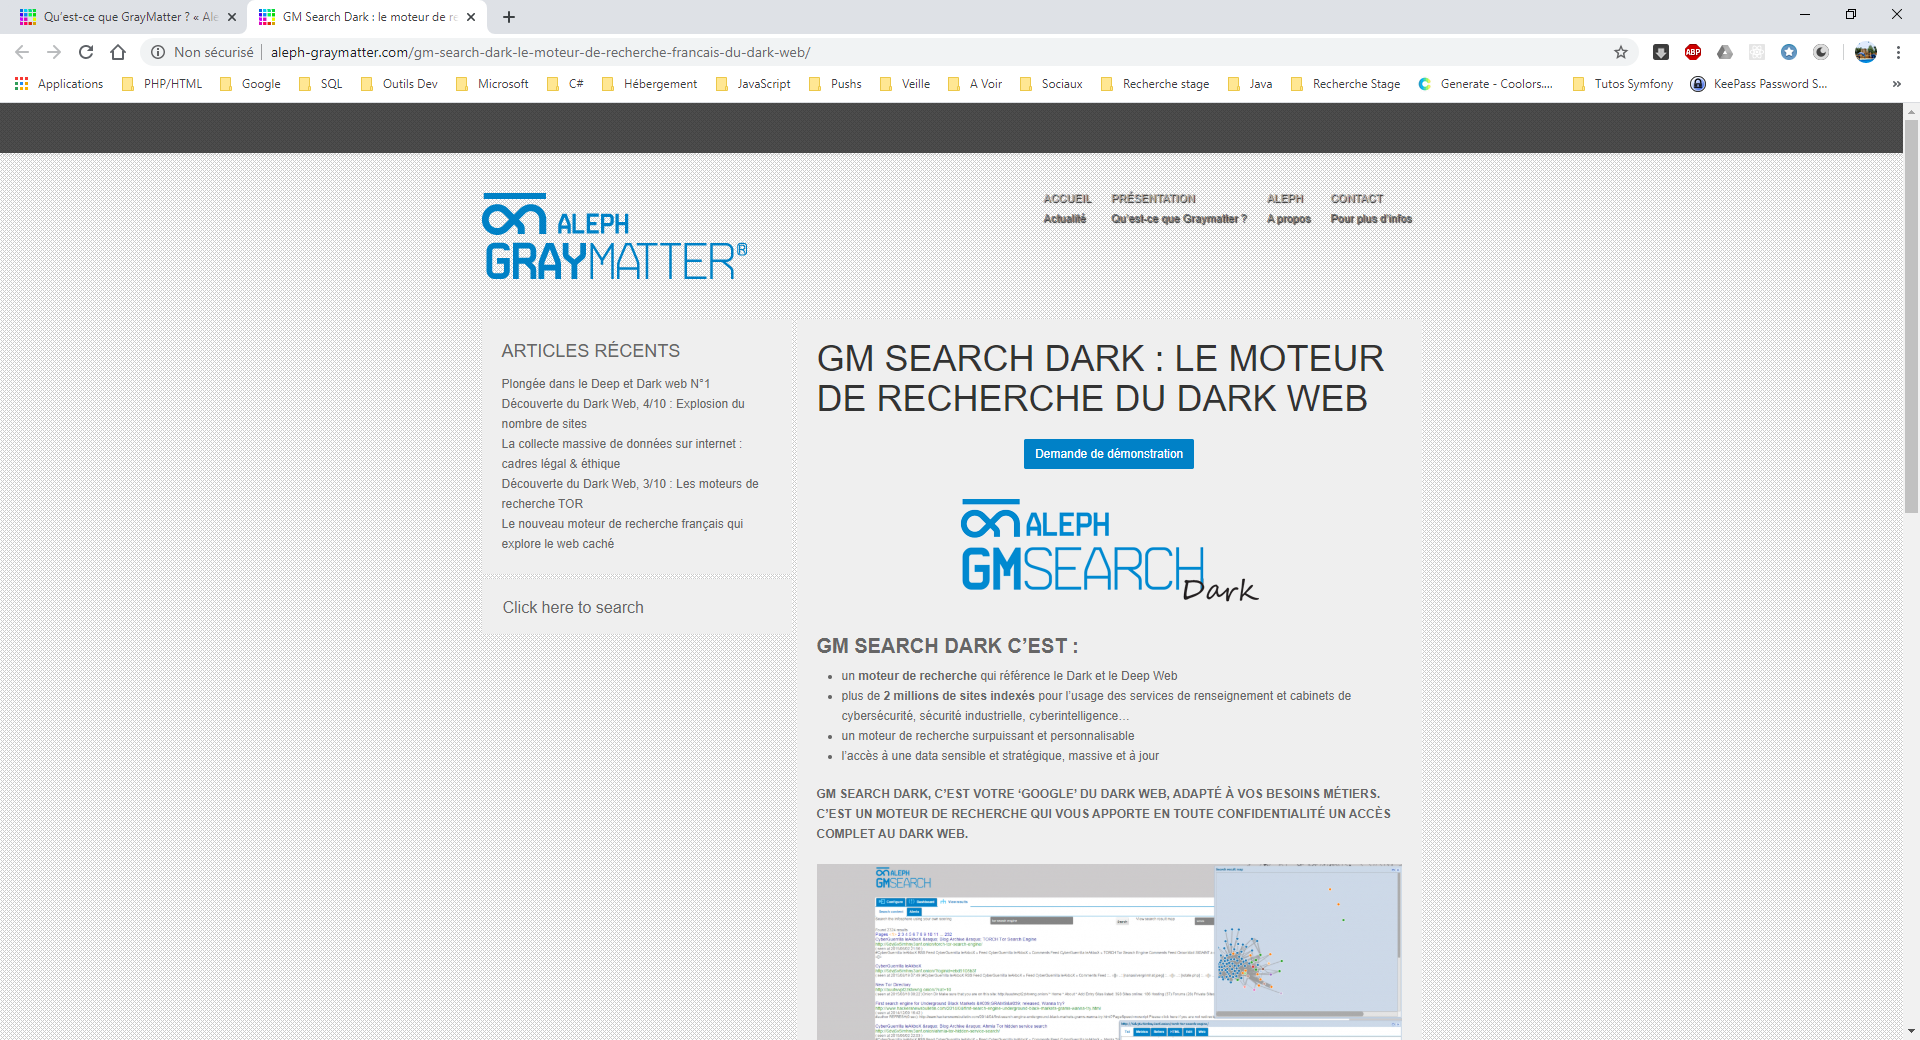 Qu'est-ce que GrayMatter ? « Ale
GM Search Dark : le moteur de re
Non sécurisé
aleph-graymatter.com/gm-search-dark-le-moteur-de-recherche-francais-du-dark-web/
ABP
Applications
PHP/HTML
Google
SQL
Outils Dev
Microsoft
C#
Hébergement
JavaScript
Pushs
Veille
A Voir
Sociaux
Recherche stage
Java
Recherche Stage
Generate - Coolors....
Tutos Symfony
KeePass Password S...
ALEPH
GRAYMATTER®
ACCUEIL
Actualité
PRÉSENTATION
Qu'est-ce que Graymatter ?
ALEPH
A propos
CONTACT
Pour plus d'infos
ARTICLES RÉCENTS
Plongée dans le Deep et Dark web N°1
Découverte du Dark Web, 4/10 : Explosion du
nombre de sites
La collecte massive de données sur internet :
cadres légal & éthique
Découverte du Dark Web, 3/10 : Les moteurs de
recherche TOR
Le nouveau moteur de recherche français qui
explore le web caché
Click here to search
GM SEARCH DARK : LE MOTEUR
DE RECHERCHE DU DARK WEB
Demande de démonstration
ALEPH
GMSEARCH
Dark
GM SEARCH DARK C'EST :
un moteur de recherche qui référence le Dark et le Deep Web
plus de 2 millions de sites indexés pour l'usage des services de renseignement et cabinets de
cybersécurité, sécurité industrielle, cyberintelligence…
un moteur de recherche surpuissant et personnalisable
l'accès à une data sensible et stratégique, massive et à jour
GM SEARCH DARK, C'EST VOTRE 'GOOGLE' DU DARK WEB, ADAPTÉ À VOS BESOINS MÉTIERS.
C'EST UN MOTEUR DE RECHERCHE QUI VOUS APPORTE EN TOUTE CONFIDENTIALITÉ UN ACCÈS
COMPLET AU DARK WEB.
ALEPH
GMSEARCH
Configure
Dashboard
Search
New Tor Directory